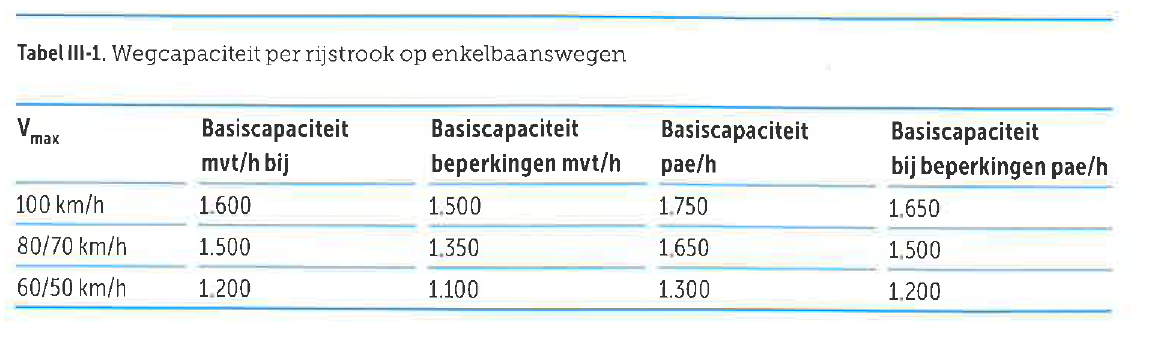 Tabel III-1. Wegcapaciteit per rijstrook op enkelbaanswegen
Vmax Basiscapaciteit Basiscapaciteit Basiscapaciteit Basiscapaciteit
mvt/h bij beperkingen mvt/h pae/h bij beperkingen pae/h
100 km/h 1.600 1.500 1.750 1.650
80/70 km/h 1.500 1.350 1.650 1.500
60/50 km/h 1.200 1.100 1.300 1.200